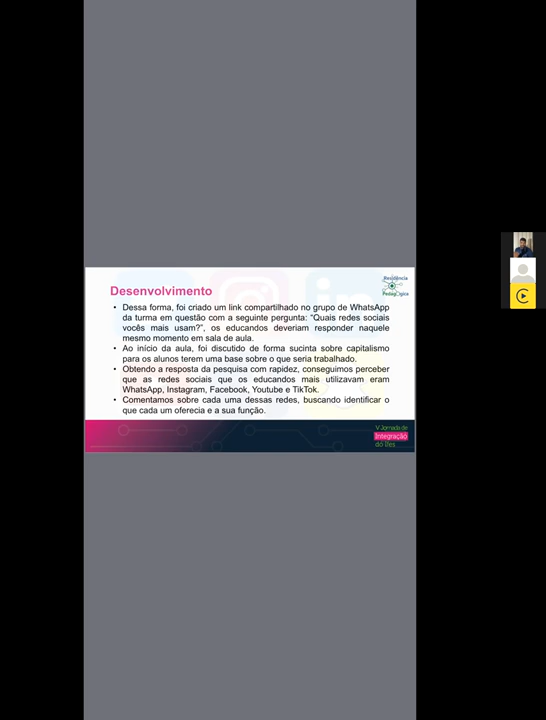 Desenvolvimento
Residência
Pedagógica
• Dessa forma, foi criado um link compartilhado no grupo de WhatsApp
da turma em questão com a seguinte pergunta: “Quais redes sociais
vocês mais usam?”, os educandos deveriam responder naquele
mesmo momento em sala de aula.
• Ao início da aula, foi discutido de forma sucinta sobre capitalismo
para os alunos terem uma base sobre o que seria trabalhado.
• Obtendo a resposta da pesquisa com rapidez, conseguimos perceber
que as redes sociais que os educandos mais utilizavam eram
WhatsApp, Instagram, Facebook, Youtube e TikTok.
• Comentamos sobre cada uma dessas redes, buscando identificar o
que cada um oferecia e a sua função.
V Jornada de
Integração
do